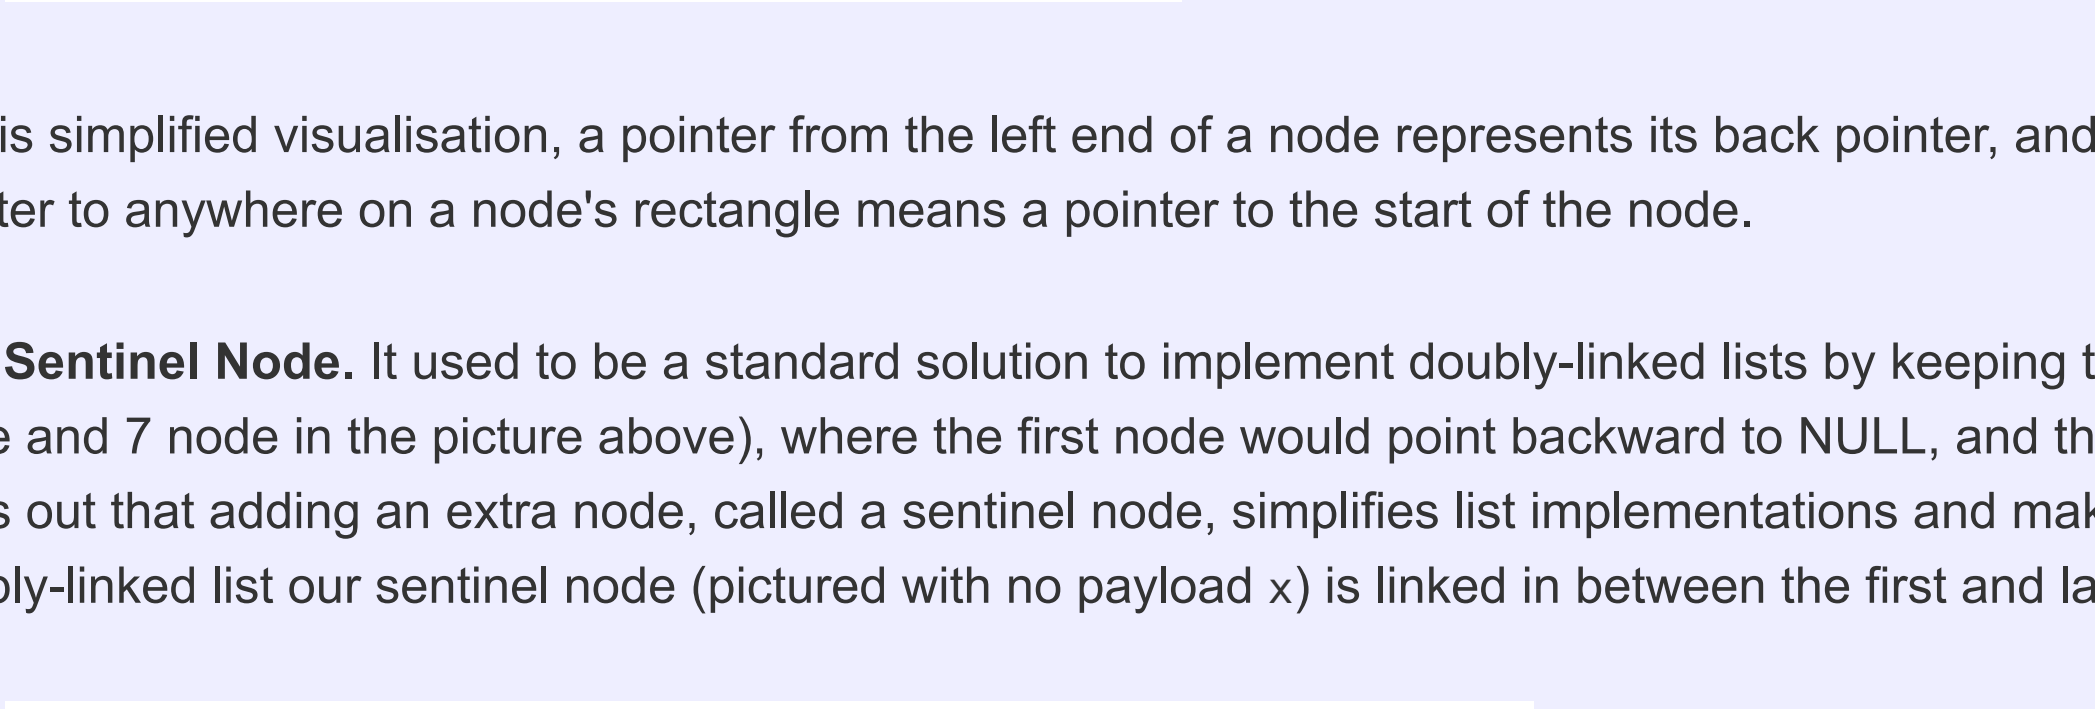 is simplified visualisation, a pointer from the left end of a node represents its back pointer, and
ter to anywhere on a node's rectangle means a pointer to the start of the node.
Sentinel Node. It used to be a standard solution to implement doubly-linked lists by keeping t
e and 7 node in the picture above), where the first node would point backward to NULL, and th
s out that adding an extra node, called a sentinel node, simplifies list implementations and mak
bly-linked list our sentinel node (pictured with no payload x) is linked in between the first and la